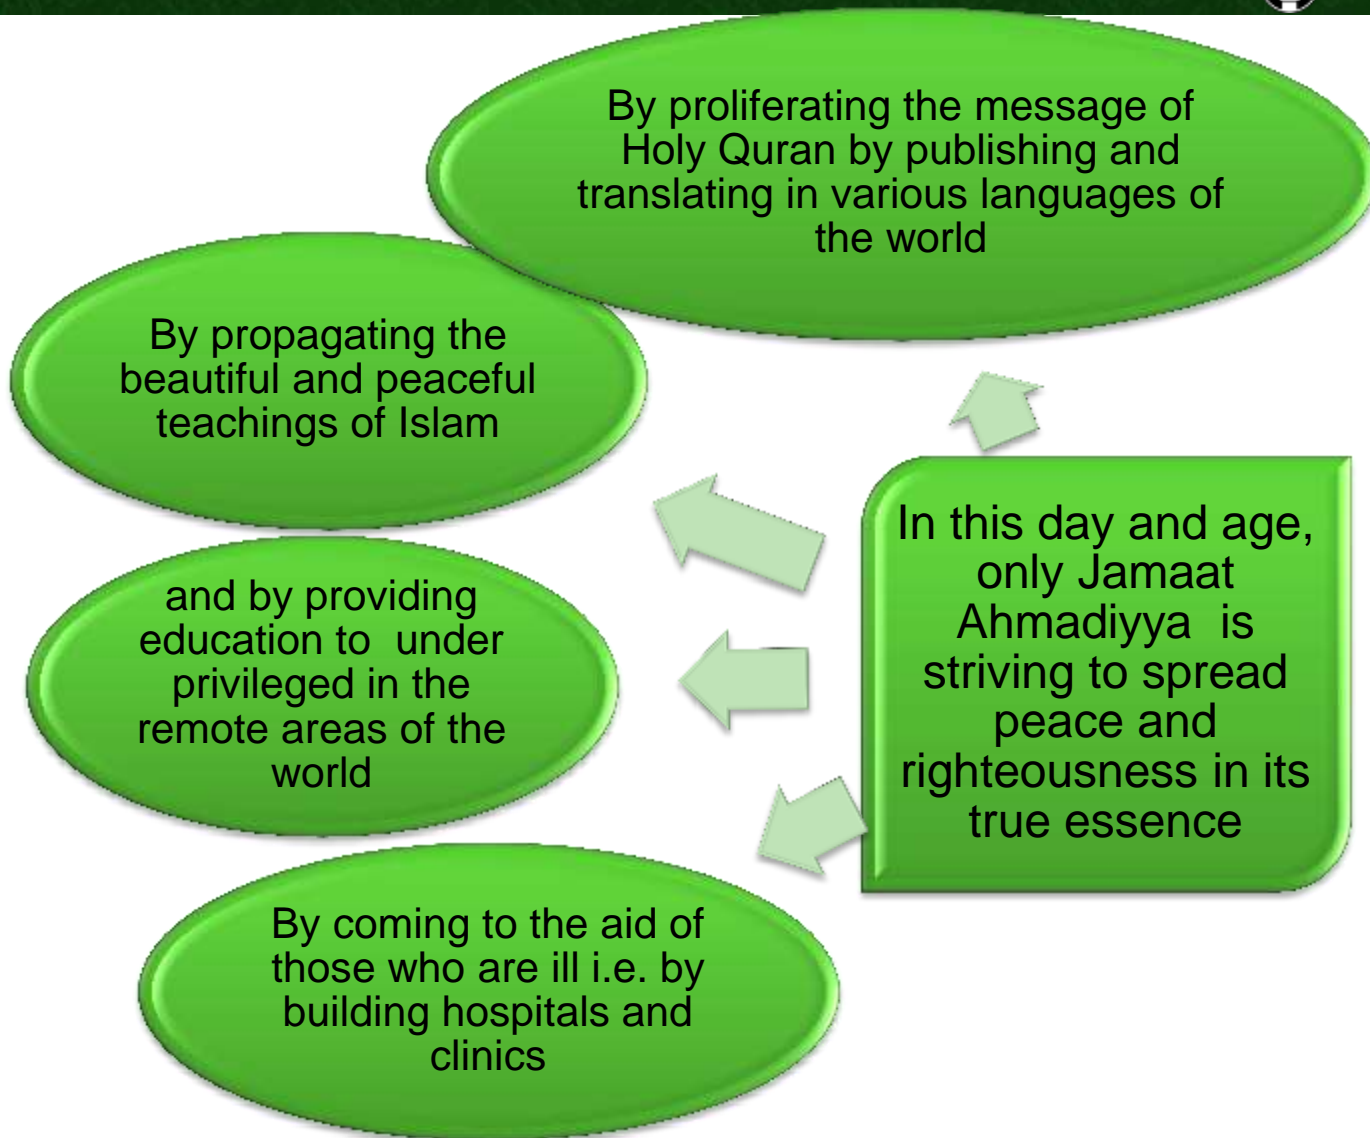 By proliferating the message of
Holy Quran by publishing and
translating in various languages of
the world
By propagating the
beautiful and peaceful
teachings of Islam
and by providing
education to  under
privileged in the
remote areas of the
world
By coming to the aid of
those who are ill i.e. by
building hospitals and
clinics
In this day and age,
only Jamaat
Ahmadiyya  is
striving to spread
peace and
righteousness in its
true essence